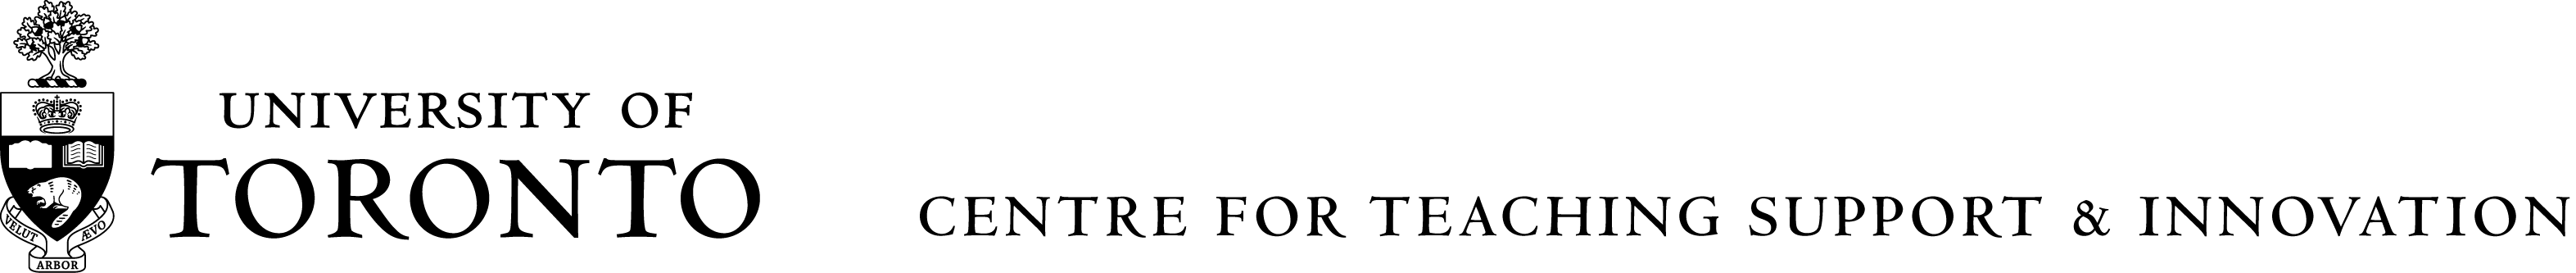 UNIVERSITY OF
TORONTO
CENTRE FOR TEACHING SUPPORT & INNOVATION
VELUT ARBOR ÆVO